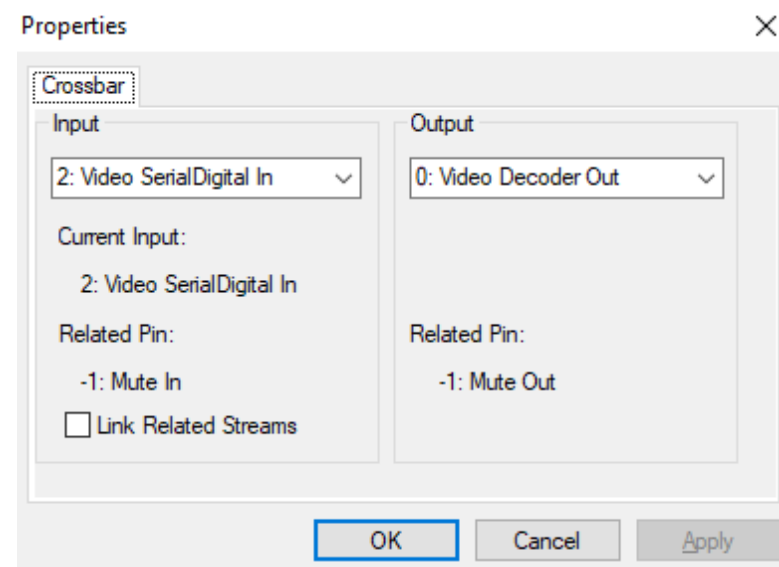 Properties
Crossbar
Input
2: Video SerialDigital In
Current Input:
2: Video SerialDigital In
Related Pin:
-1: Mute In
Link Related Streams
Output
0: Video Decoder Out
Related Pin:
-1: Mute Out
OK
Cancel
Apply